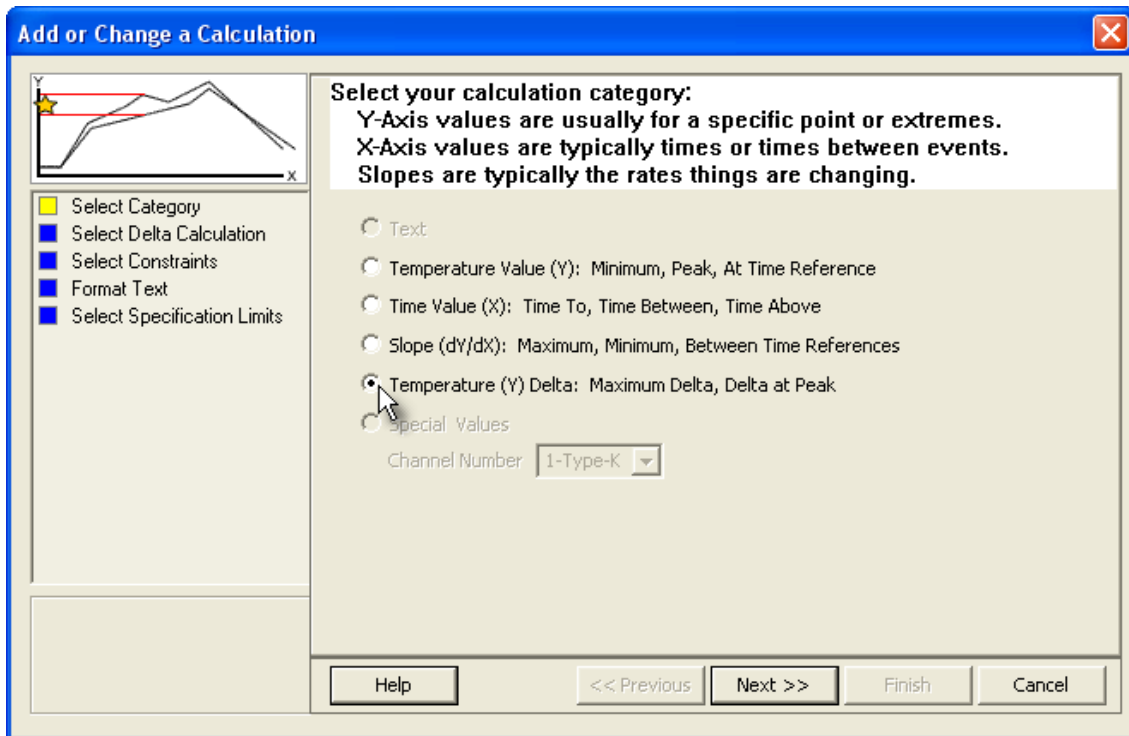 Add or Change a Calculation
Y
X
Select Category
Select Delta Calculation
Select Constraints
Format Text
Select Specification Limits
Select your calculation category:
Y-Axis values are usually for a specific point or extremes.
X-Axis values are typically times or times between events.
Slopes are typically the rates things are changing.
Text
Temperature Value (Y): Minimum, Peak, At Time Reference
Time Value (X): Time To, Time Between, Time Above
Slope (dY/dX): Maximum, Minimum, Between Time References
Temperature (Y) Delta: Maximum Delta, Delta at Peak
Special Values
Channel Number 1-Type-K
Help << Previous Next >> Finish Cancel